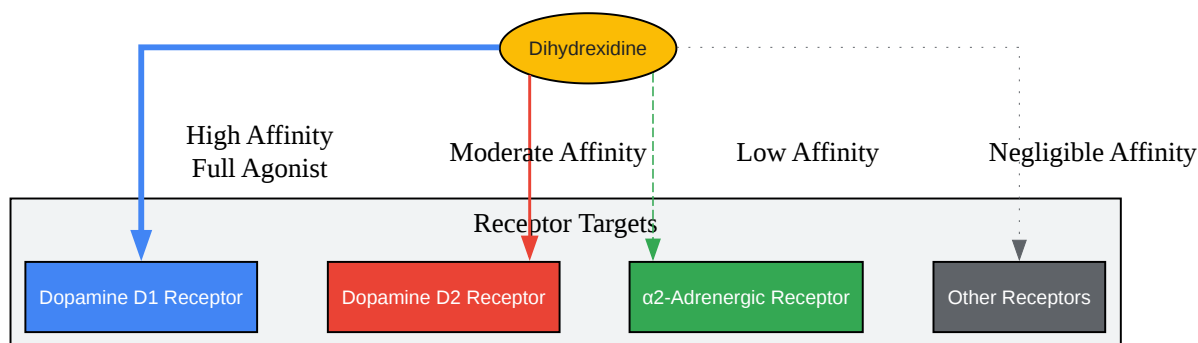 Dihydrexidine
High Affinity
Full Agonist
Moderate Affinity
Low Affinity
Negligible Affinity
Receptor Targets
Dopamine D1 Receptor
Dopamine D2 Receptor
α2-Adrenergic Receptor
Other Receptors